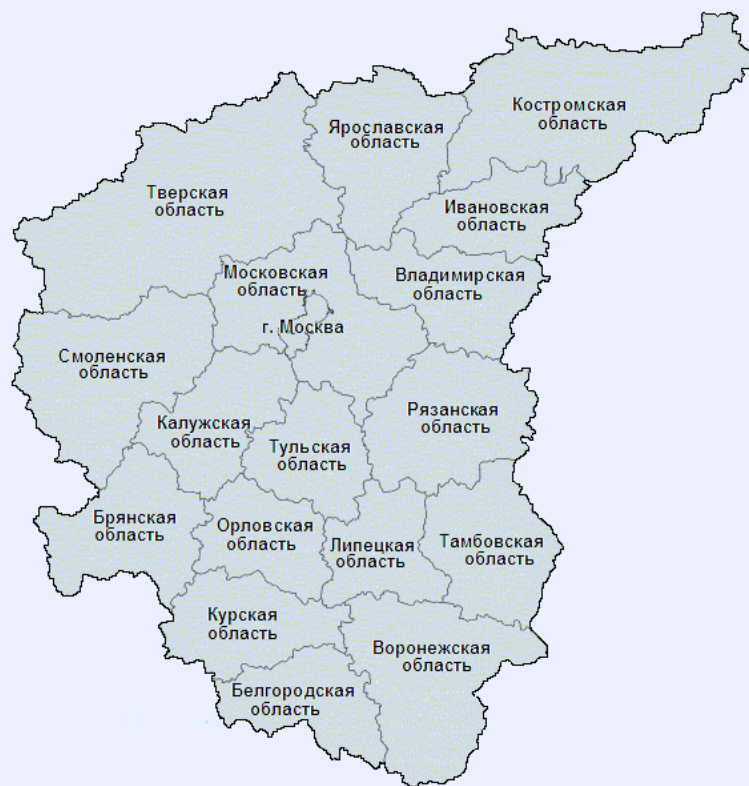 Костромская
область
Ярославская
область
Тверская
область
Ивановская
область
Московская
область
Владимирская
область
г. Москва
Смоленская
область
Рязанская
область
Калужская
область
Тульская
область
Брянская
область
Орловская
область
Липецкая
область
Тамбовская
область
Курская
область
Воронежская
область
Белгородская
область